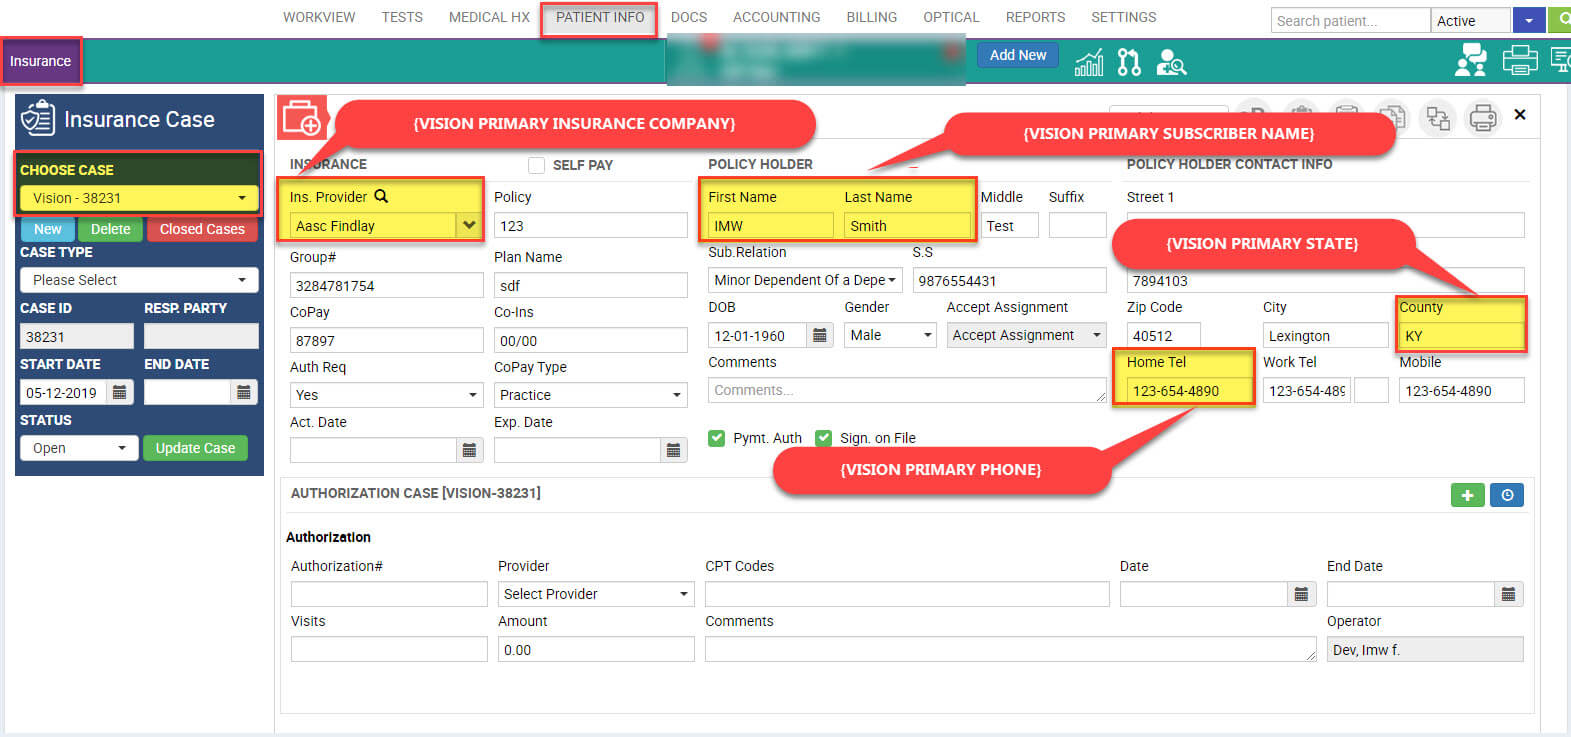 WORKVIEW TESTS MEDICAL HX PATIENT INFO DOCS ACCOUNTING BILLING OPTICAL REPORTS SETTINGS Search patient... Active
Insurance Add New
Insurance Case
CHOOSE CASE
Vision - 38231
New Delete Closed Cases
CASE TYPE
Please Select
CASE ID RESP. PARTY
38231
START DATE END DATE
05-12-2019
STATUS
Open Update Case
{VISION PRIMARY INSURANCE COMPANY}
{VISION PRIMARY SUBSCRIBER NAME}
INSURANCE SELF PAY POLICY HOLDER POLICY HOLDER CONTACT INFO
Ins. Provider Policy First Name Last Name Middle Suffix Street 1
Aasc Findlay 123 IMW Smith Test
{VISION PRIMARY STATE}
Group# Plan Name Sub.Relation S.S
3284781754 sdf Minor Dependent Of a Depe 9876554431 7894103
CoPay Co-Ins DOB Gender Accept Assignment Zip Code City County
87897 00/00 12-01-1960 Male Accept Assignment 40512 Lexington KY
Auth Req CoPay Type Comments Home Tel Work Tel Mobile
Yes Practice Comments... 123-654-4890 123-654-489 123-654-4890
Act. Date Exp. Date
Pymt. Auth Sign. on File
{VISION PRIMARY PHONE}
AUTHORIZATION CASE [VISION-38231]
Authorization
Authorization# Provider CPT Codes Date End Date
Select Provider
Visits Amount Comments Operator
0.00 Dev, Imw f.